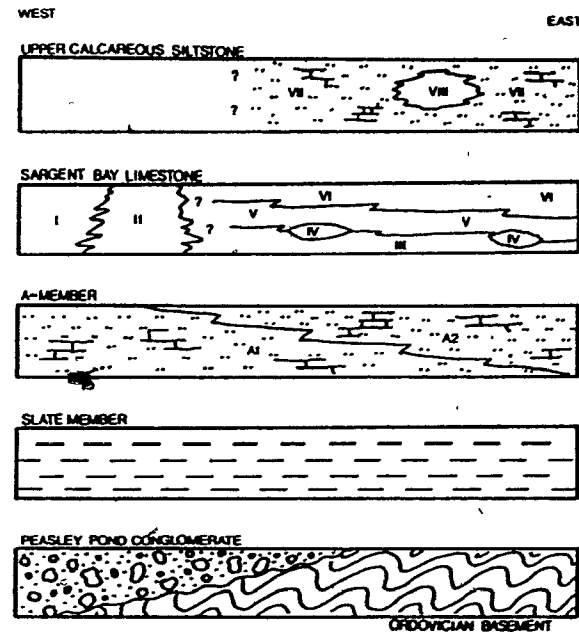 WEST
EAST
UPPER CALCAREOUS SILTSTONE
?
VII VIII VII
?
SARGENT BAY LIMESTONE
? VI VI
I II V V
? IV IV
III
A-MEMBER
A1 A2
SLATE MEMBER
PEASLEY POND CONGLOMERATE
ORDOVICIAN BASEMENT